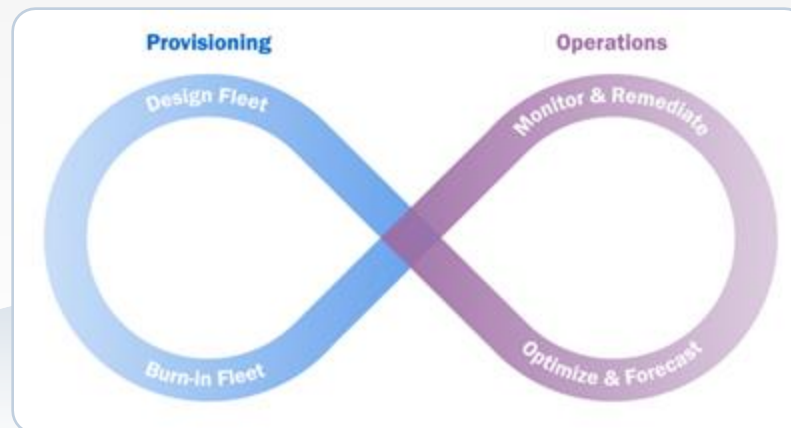 Provisioning
Operations
Design Fleet
Monitor & Remediate
Burn-in Fleet
Optimize & Forecast